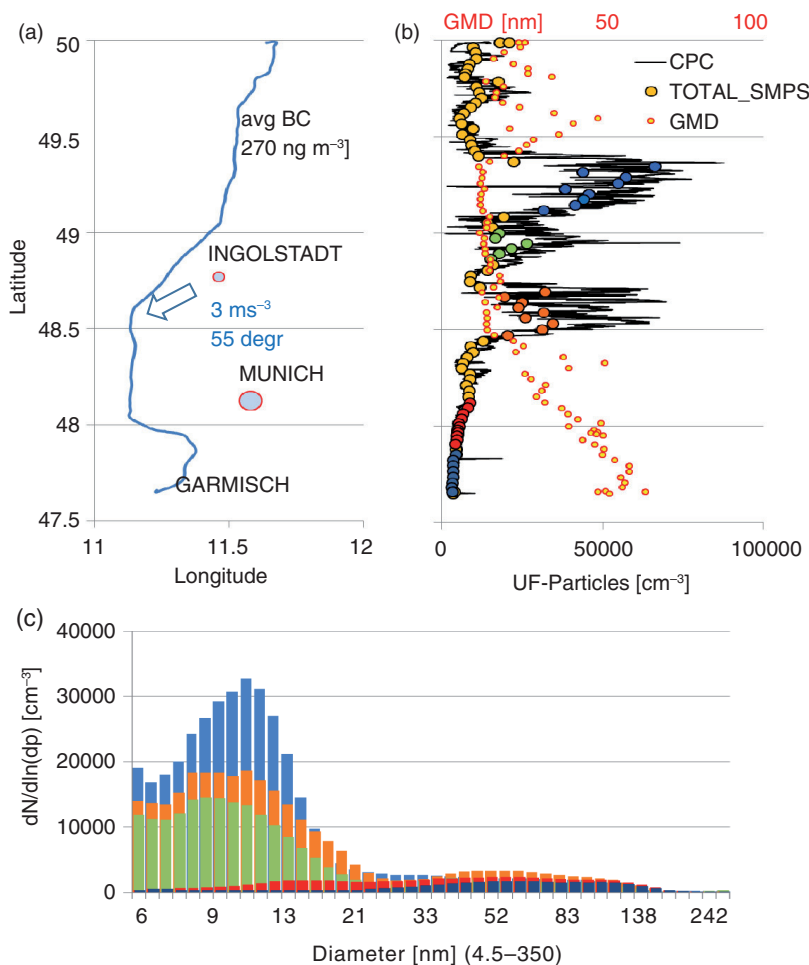 (a)
50
49.5
49
48.5
48
47.5
Latitude
11
11.5
12
Longitude
avg BC
270 ng m⁻³]
INGOLSTADT
3 ms⁻³
55 degr
MUNICH
GARMISCH
(b)
GMD [nm] 50 100
CPC
TOTAL_SMPS
GMD
0 50000 100000
UF-Particles [cm⁻³]
(c)
40000
30000
20000
10000
0
dN/dln(dp) [cm⁻³]
6 9 13 21 33 52 83 138 242
Diameter [nm] (4.5–350)